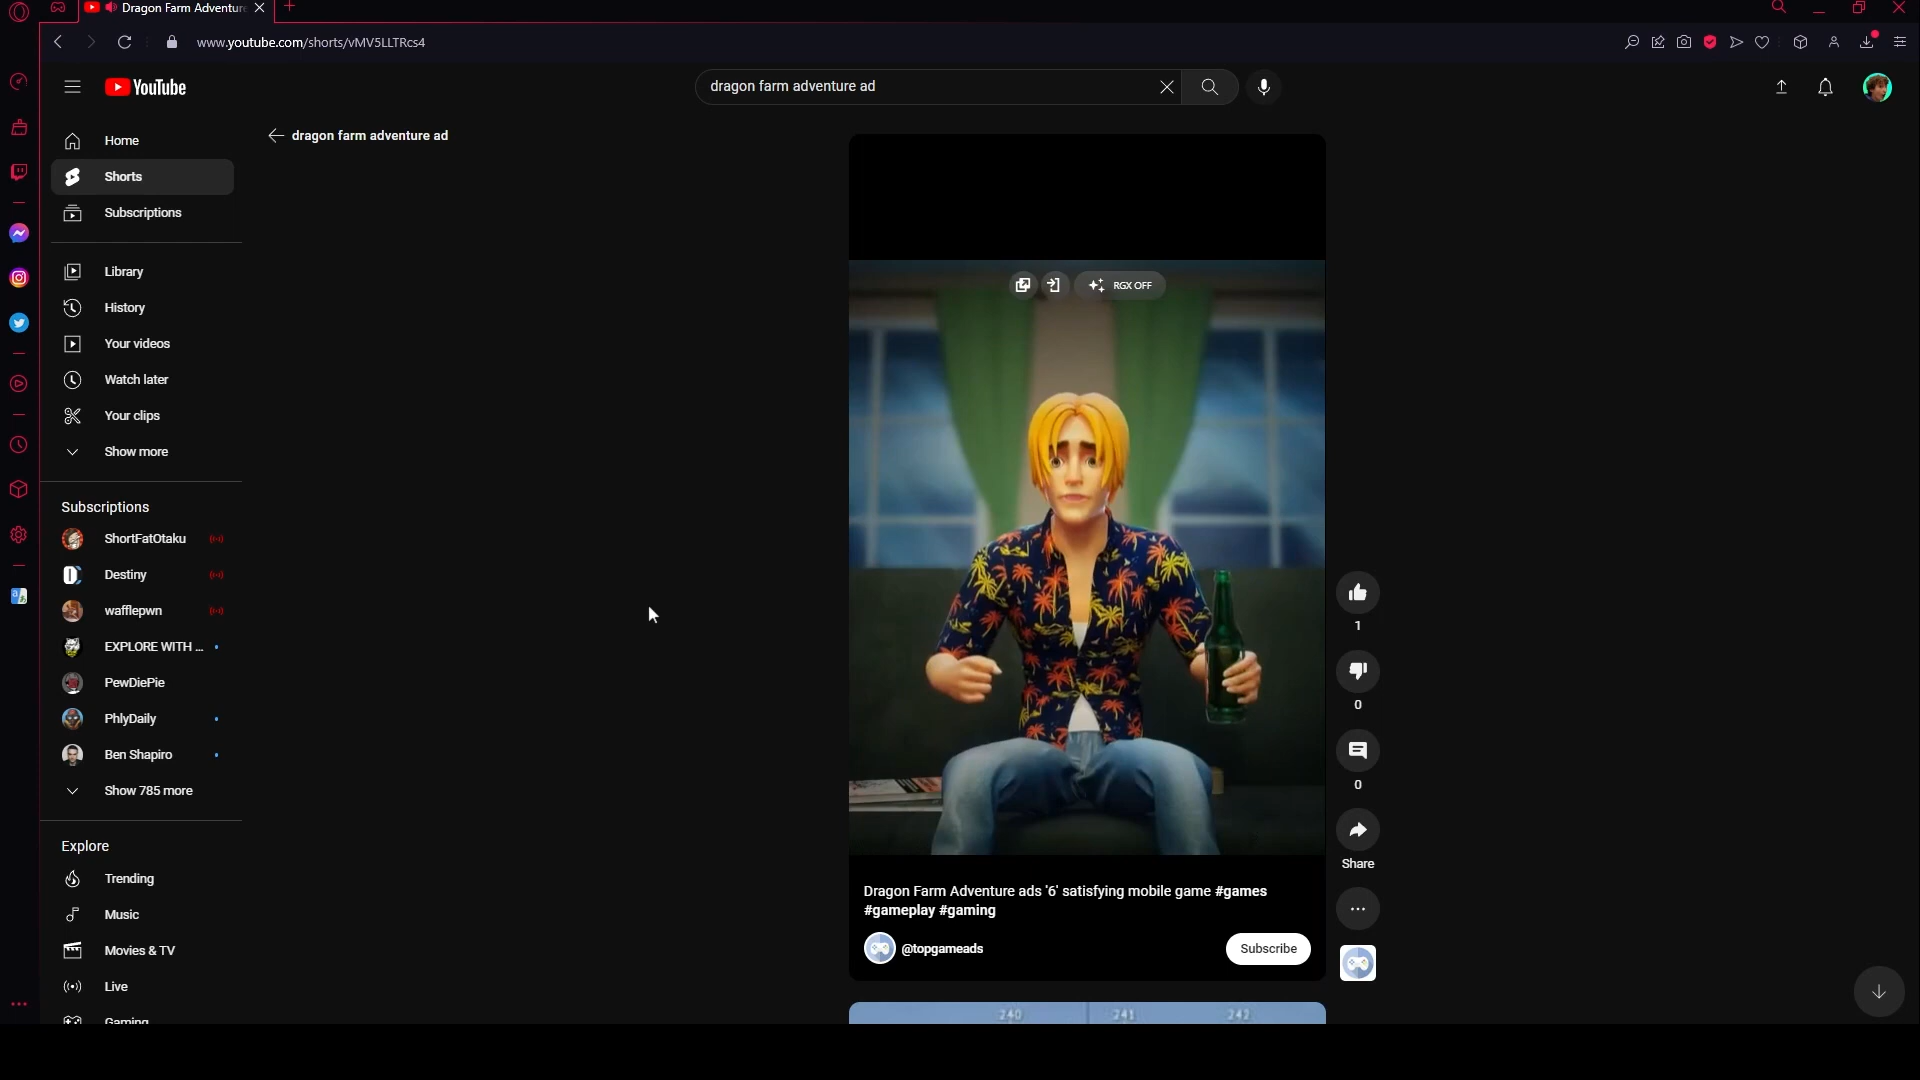 Dragon Farm Adventure
www.youtube.com/shorts/vMV5LLTRcs4
YouTube
dragon farm adventure ad
dragon farm adventure ad
Home
Shorts
Subscriptions
Library
History
Your videos
Watch later
Your clips
Show more
Subscriptions
ShortFatOtaku
Destiny
wafflepwn
EXPLORE WITH ...
PewDiePie
PhlyDaily
Ben Shapiro
Show 785 more
Explore
Trending
Music
Movies & TV
Live
Gaming
RGX OFF
1
0
0
Share
Dragon Farm Adventure ads '6' satisfying mobile game #games
#gameplay #gaming
@topgameads
Subscribe
240 241 242